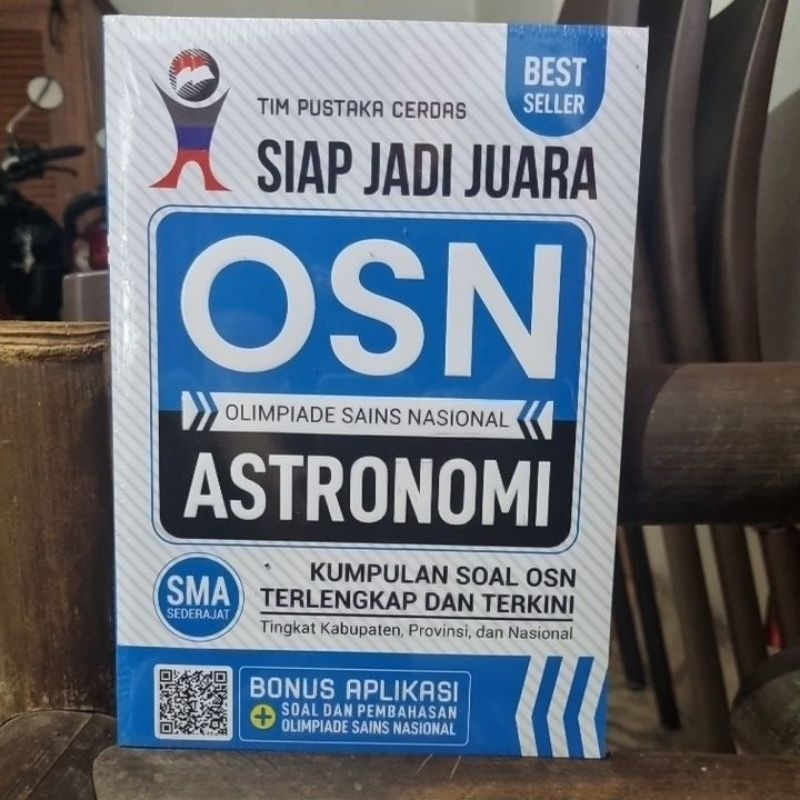 BEST
SELLER
TIM PUSTAKA CERDAS
SIAP JADI JUARA
OSN
OLIMPIADE SAINS NASIONAL
ASTRONOMI
SMA
SEDERAJAT
KUMPULAN SOAL OSN
TERLENGKAP DAN TERKINI
Tingkat Kabupaten, Provinsi, dan Nasional
BONUS APLIKASI
+ SOAL DAN PEMBAHASAN
OLIMPIADE SAINS NASIONAL